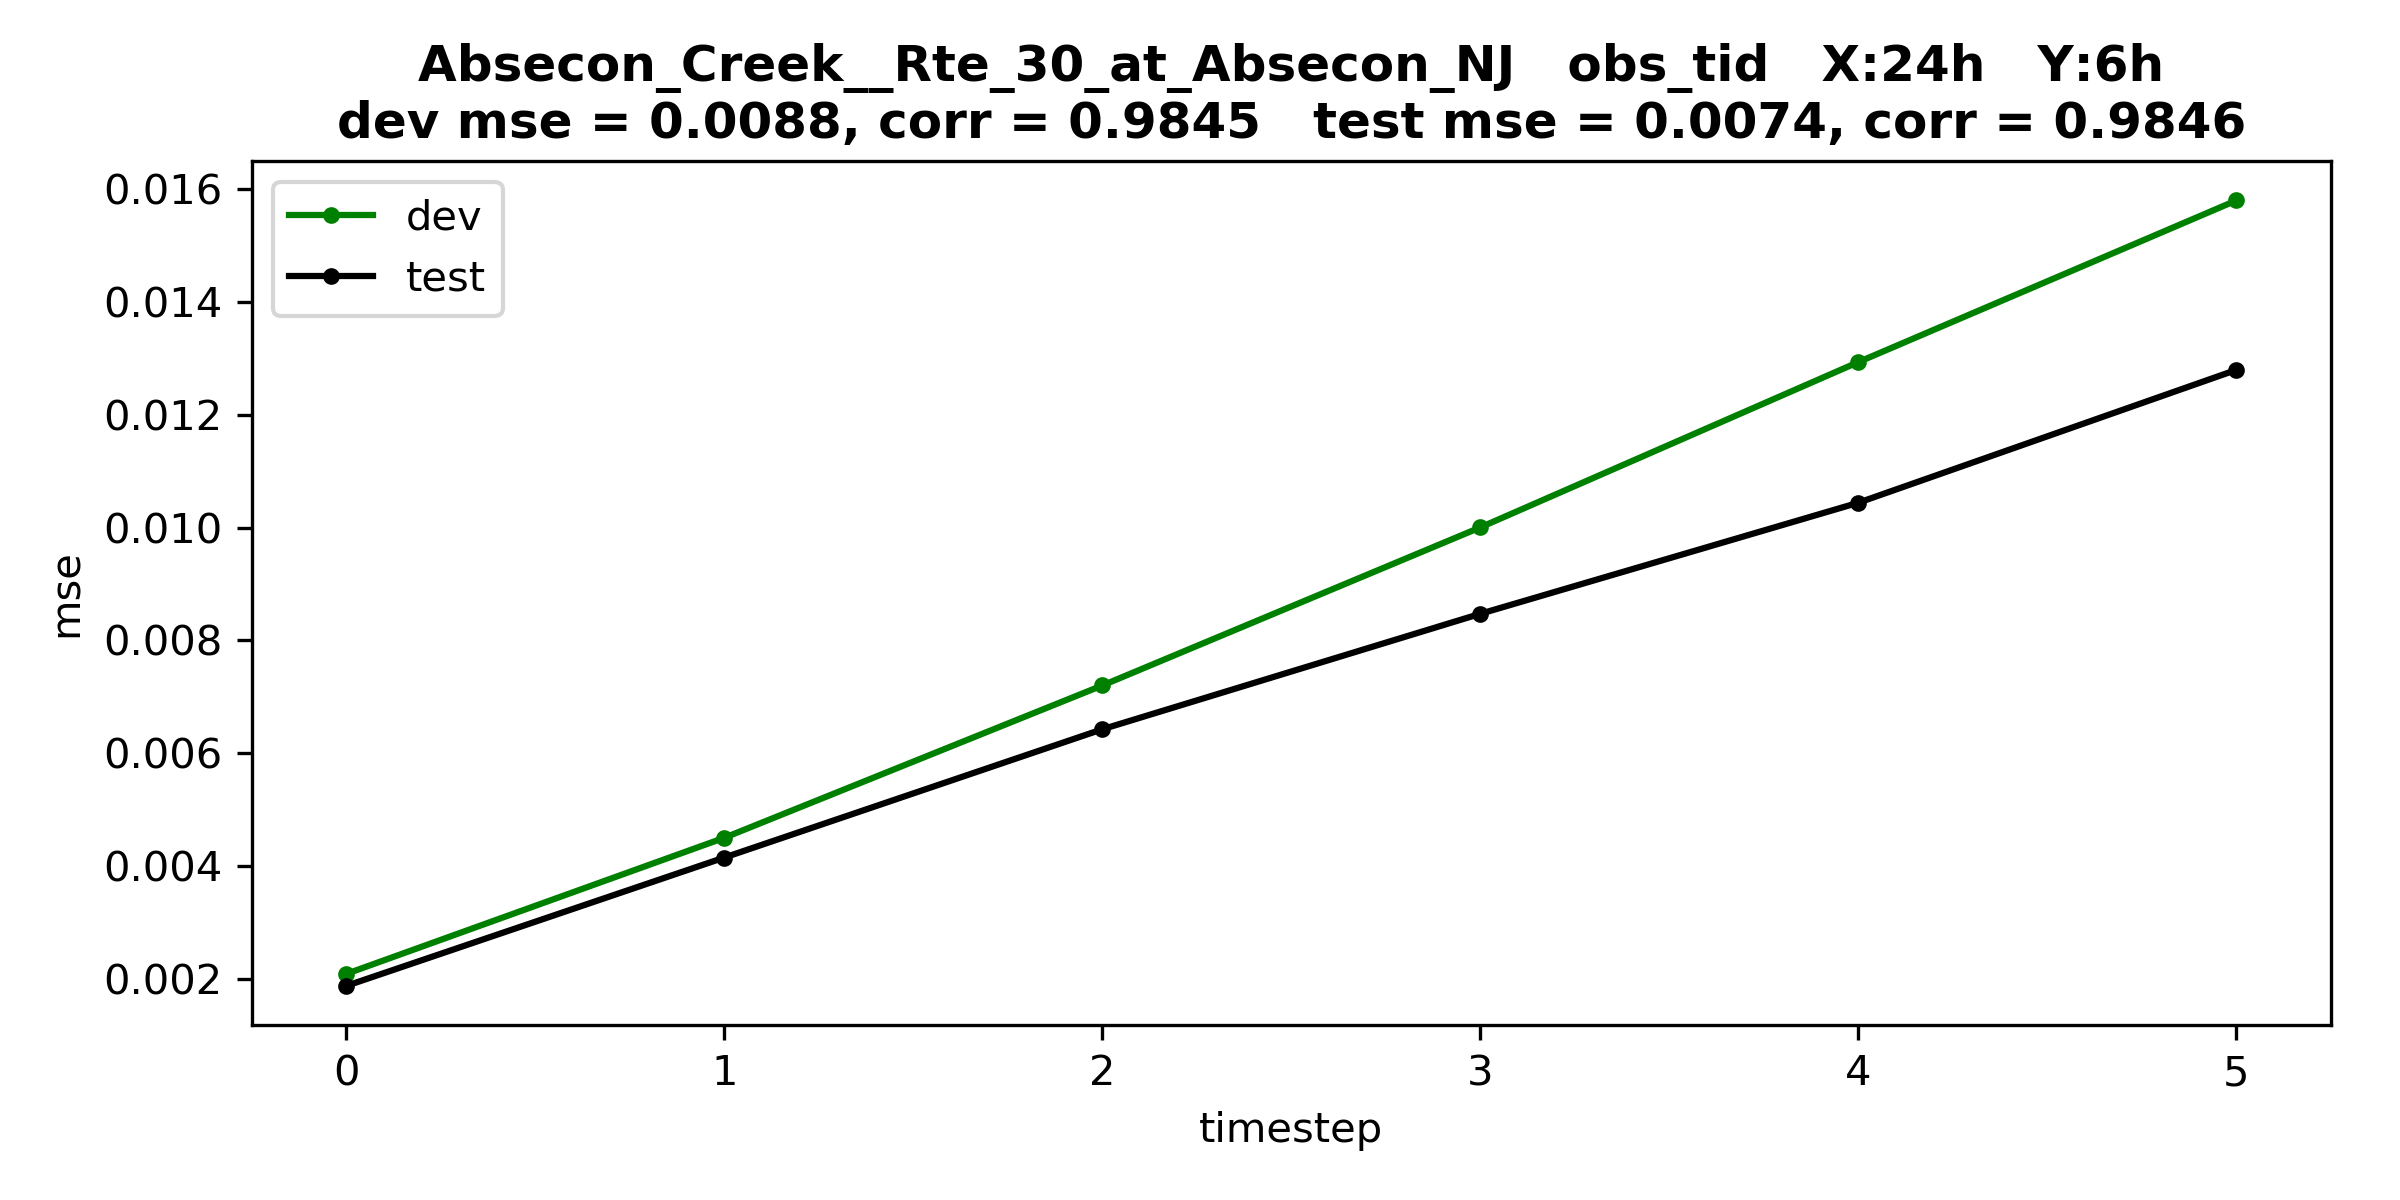 Absecon_Creek__Rte_30_at_Absecon_NJ   obs_tid   X:24h   Y:6h
dev mse = 0.0088, corr = 0.9845   test mse = 0.0074, corr = 0.9846
dev
test
0.016
0.014
0.012
0.010
0.008
0.006
0.004
0.002
mse
0 1 2 3 4 5
timestep